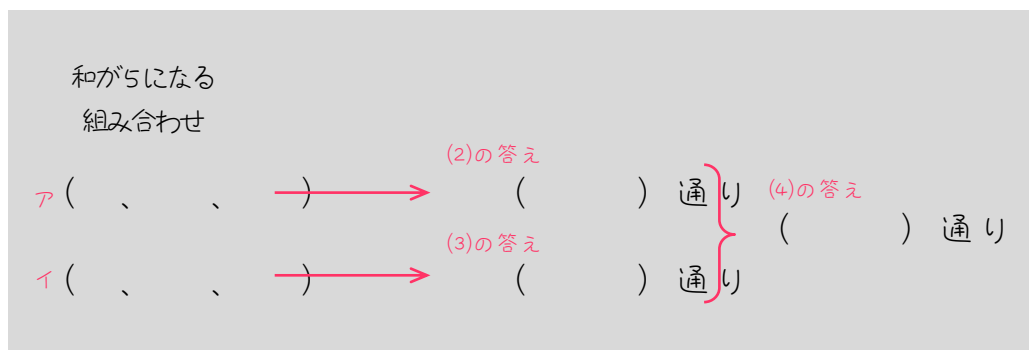 和が5になる
組み合わせ
(2)の答え
ア( 、 、 ) ( ) 通り
(4)の答え
( ) 通り
(3)の答え
イ( 、 、 ) ( ) 通り